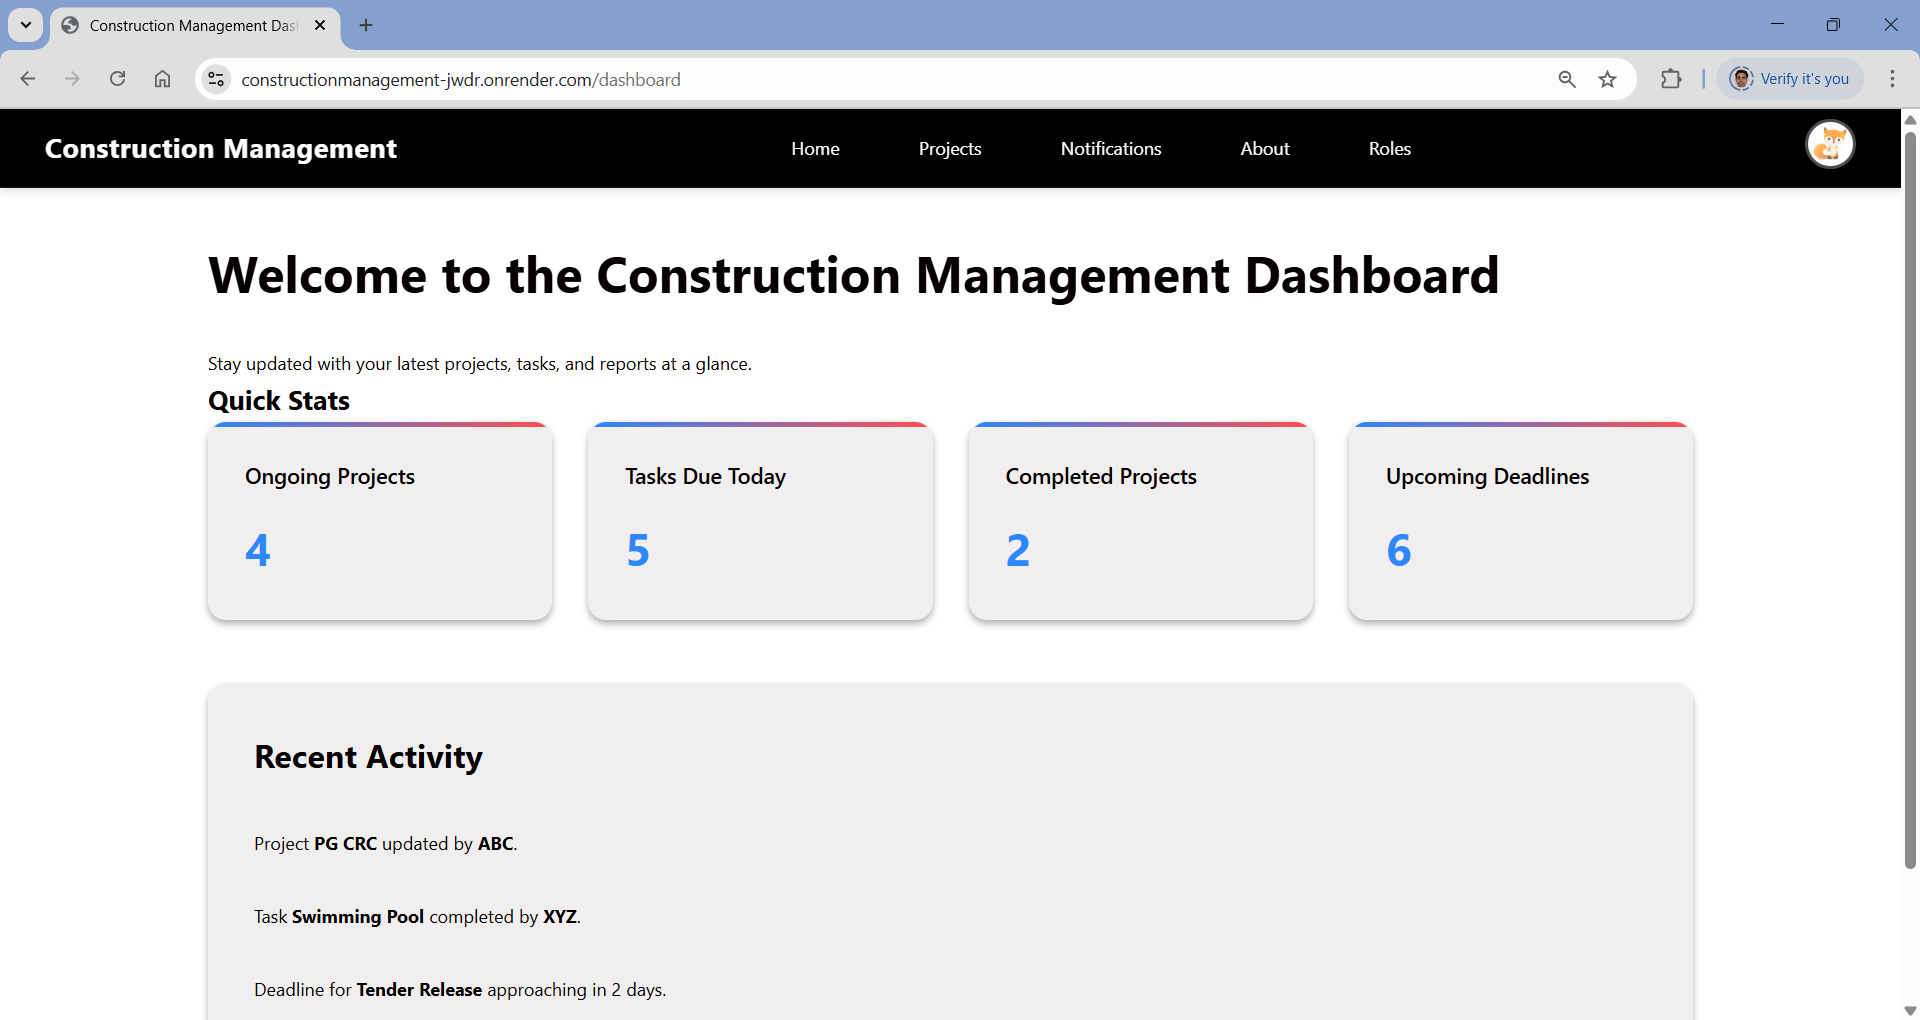 Construction Management Das
constructionmanagement-jwdr.onrender.com/dashboard
Verify it's you
Construction Management
Home
Projects
Notifications
About
Roles
Welcome to the Construction Management Dashboard
Stay updated with your latest projects, tasks, and reports at a glance.
Quick Stats
Ongoing Projects
4
Tasks Due Today
5
Completed Projects
2
Upcoming Deadlines
6
Recent Activity
Project PG CRC updated by ABC.
Task Swimming Pool completed by XYZ.
Deadline for Tender Release approaching in 2 days.